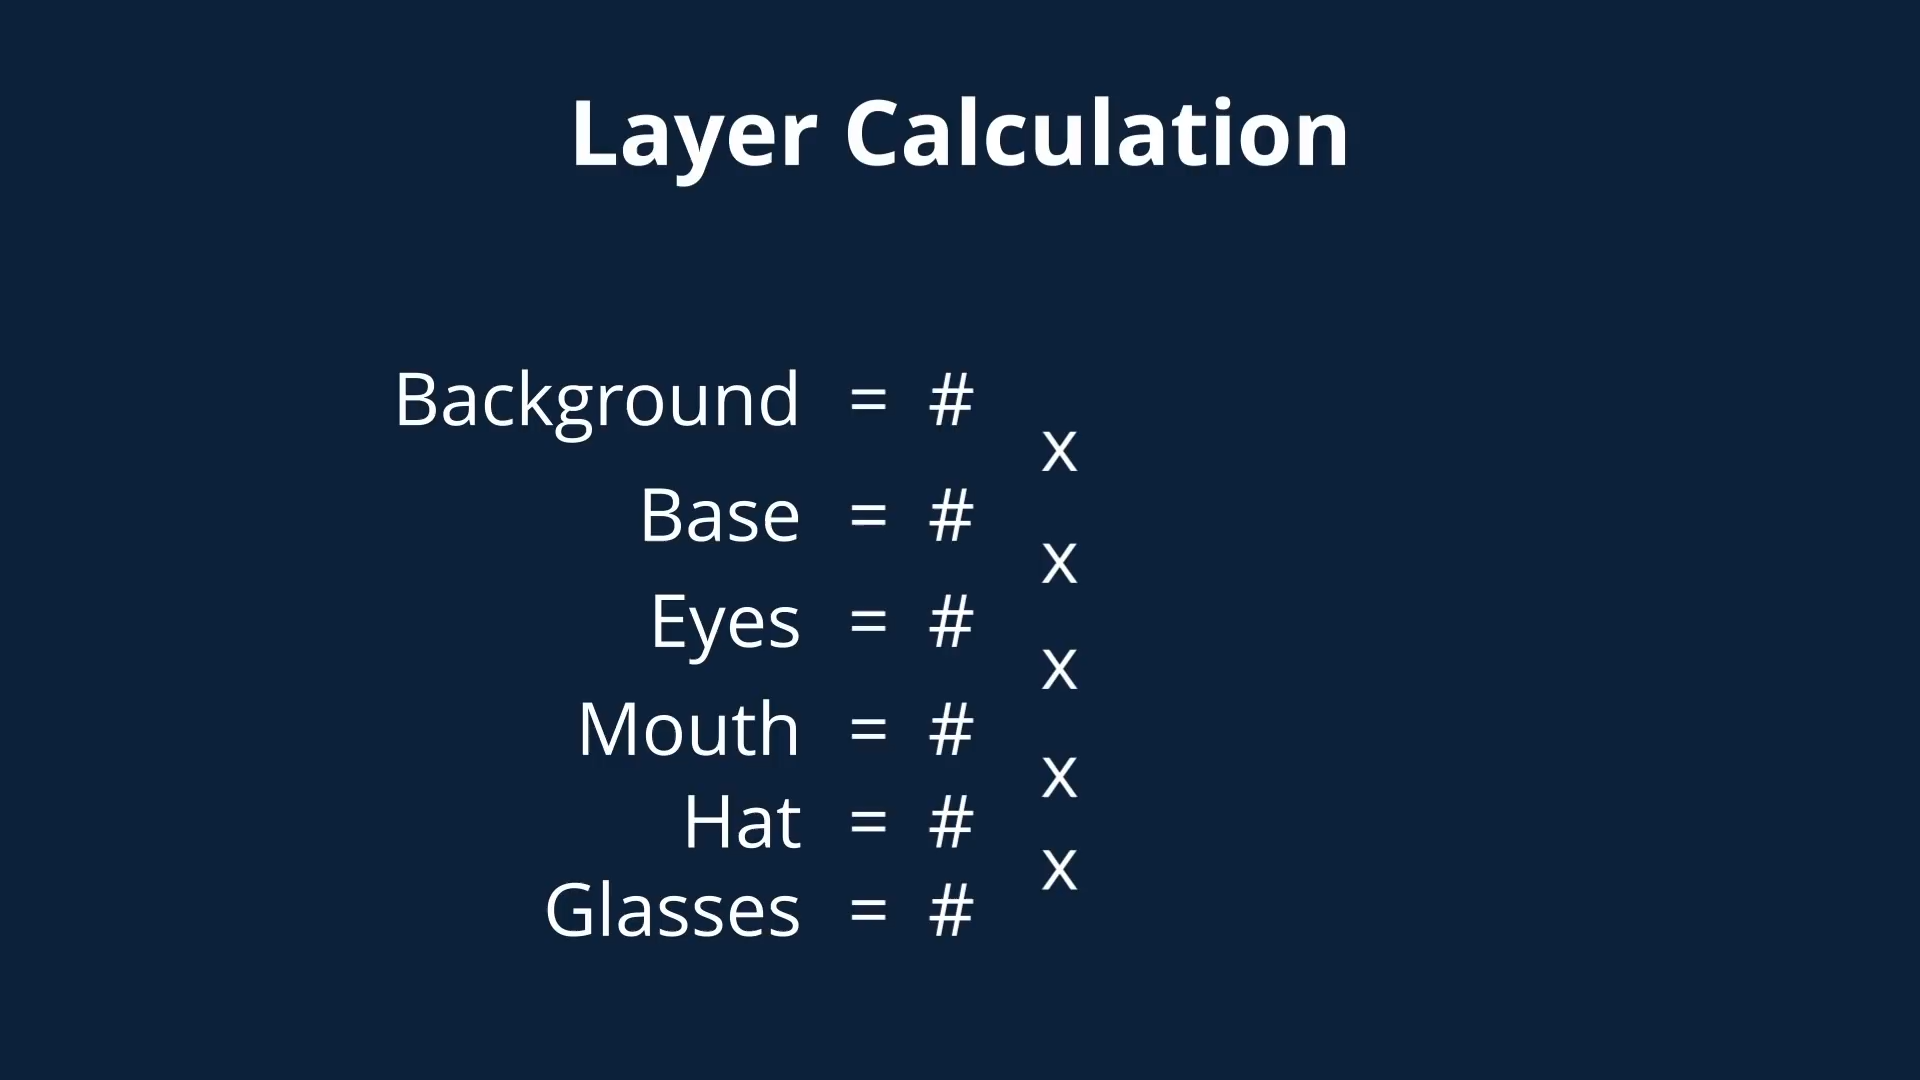 Layer Calculation
Background = #
x
Base = #
x
Eyes = #
x
Mouth = #
x
Hat = #
x
Glasses = #